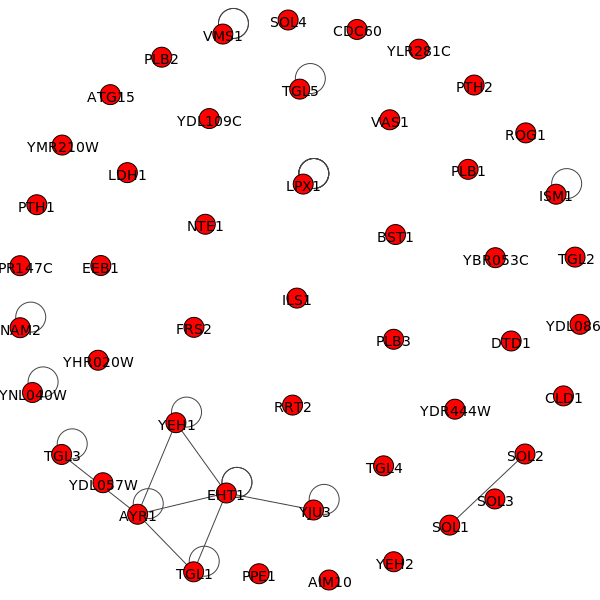 SOL4
CDC60
VMS1
YLR281C
PLB2
PTH2
TGL5
ATG15
YDL109C
VAS1
ROG1
YMR210W
LDH1
PLB1
LPX1
ISM1
PTH1
NTE1
BST1
TGL2
YBR053C
PR147C
EEB1
ILS1
YDL086
NAM2
FRS2
PLB3
DTD1
YHR020W
YNL040W
CLD1
RRT2
YDR444W
YEH1
TGL3
SOL2
TGL4
YDL057W
EHT1
SOL3
YJU3
AYR1
SOL1
YEH2
TGL1
PPE1
AIM10